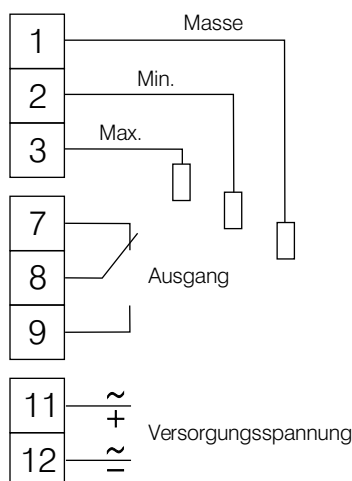 1 Masse
2 Min.
3 Max.
7
8 Ausgang
9
11 ~ +
Versorgungsspannung
12 ~ –